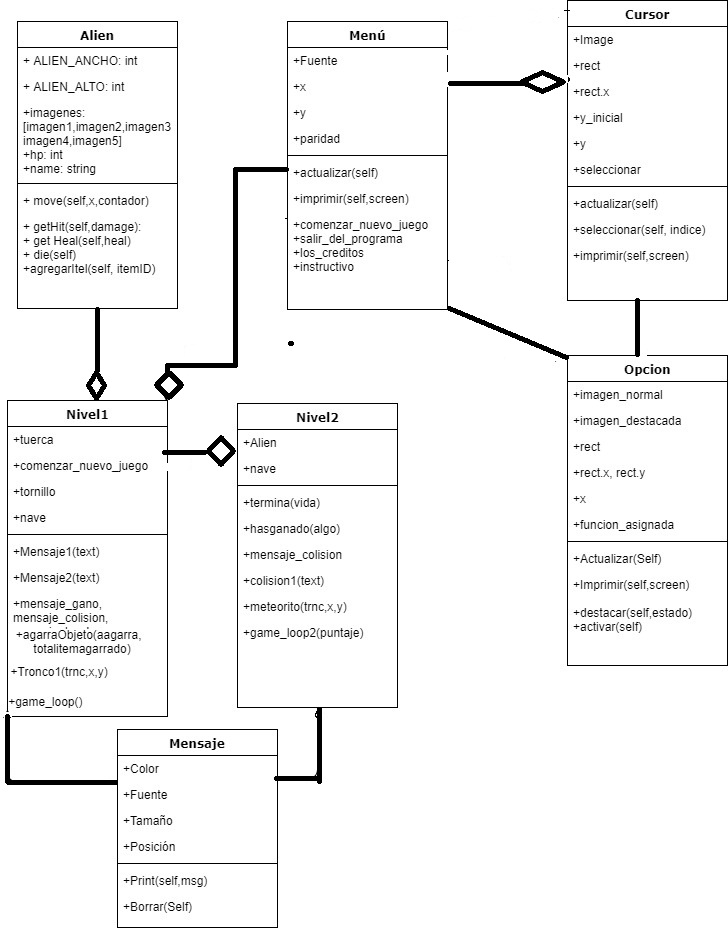 Alien
+ ALIEN_ANCHO: int
+ ALIEN_ALTO: int
+imagenes:
[imagen1,imagen2,imagen3
imagen4,imagen5]
+hp: int
+name: string
+ move(self,x,contador)
+ getHit(self,damage):
+ get Heal(self,heal)
+ die(self)
+agregarItel(self, itemID)
Menú
+Fuente
+x
+y
+paridad
+actualizar(self)
+imprimir(self,screen)
+comenzar_nuevo_juego
+salir_del_programa
+los_creditos
+instructivo
Cursor
+Image
+rect
+rect.x
+y_inicial
+y
+seleccionar
+actualizar(self)
+seleccionar(self, indice)
+imprimir(self,screen)
Nivel1
+tuerca
+comenzar_nuevo_juego
+tornillo
+nave
+Mensaje1(text)
+Mensaje2(text)
+mensaje_gano,
mensaje_colision,
+agarraObjeto(aagarra,
totalitemagarrado)
+Tronco1(trnc,x,y)
+game_loop()
Nivel2
+Alien
+nave
+termina(vida)
+hasganado(algo)
+mensaje_colision
+colision1(text)
+meteorito(trnc,x,y)
+game_loop2(puntaje)
Opcion
+imagen_normal
+imagen_destacada
+rect
+rect.x, rect.y
+x
+funcion_asignada
+Actualizar(Self)
+Imprimir(self,screen)
+destacar(self,estado)
+activar(self)
Mensaje
+Color
+Fuente
+Tamaño
+Posición
+Print(self,msg)
+Borrar(Self)